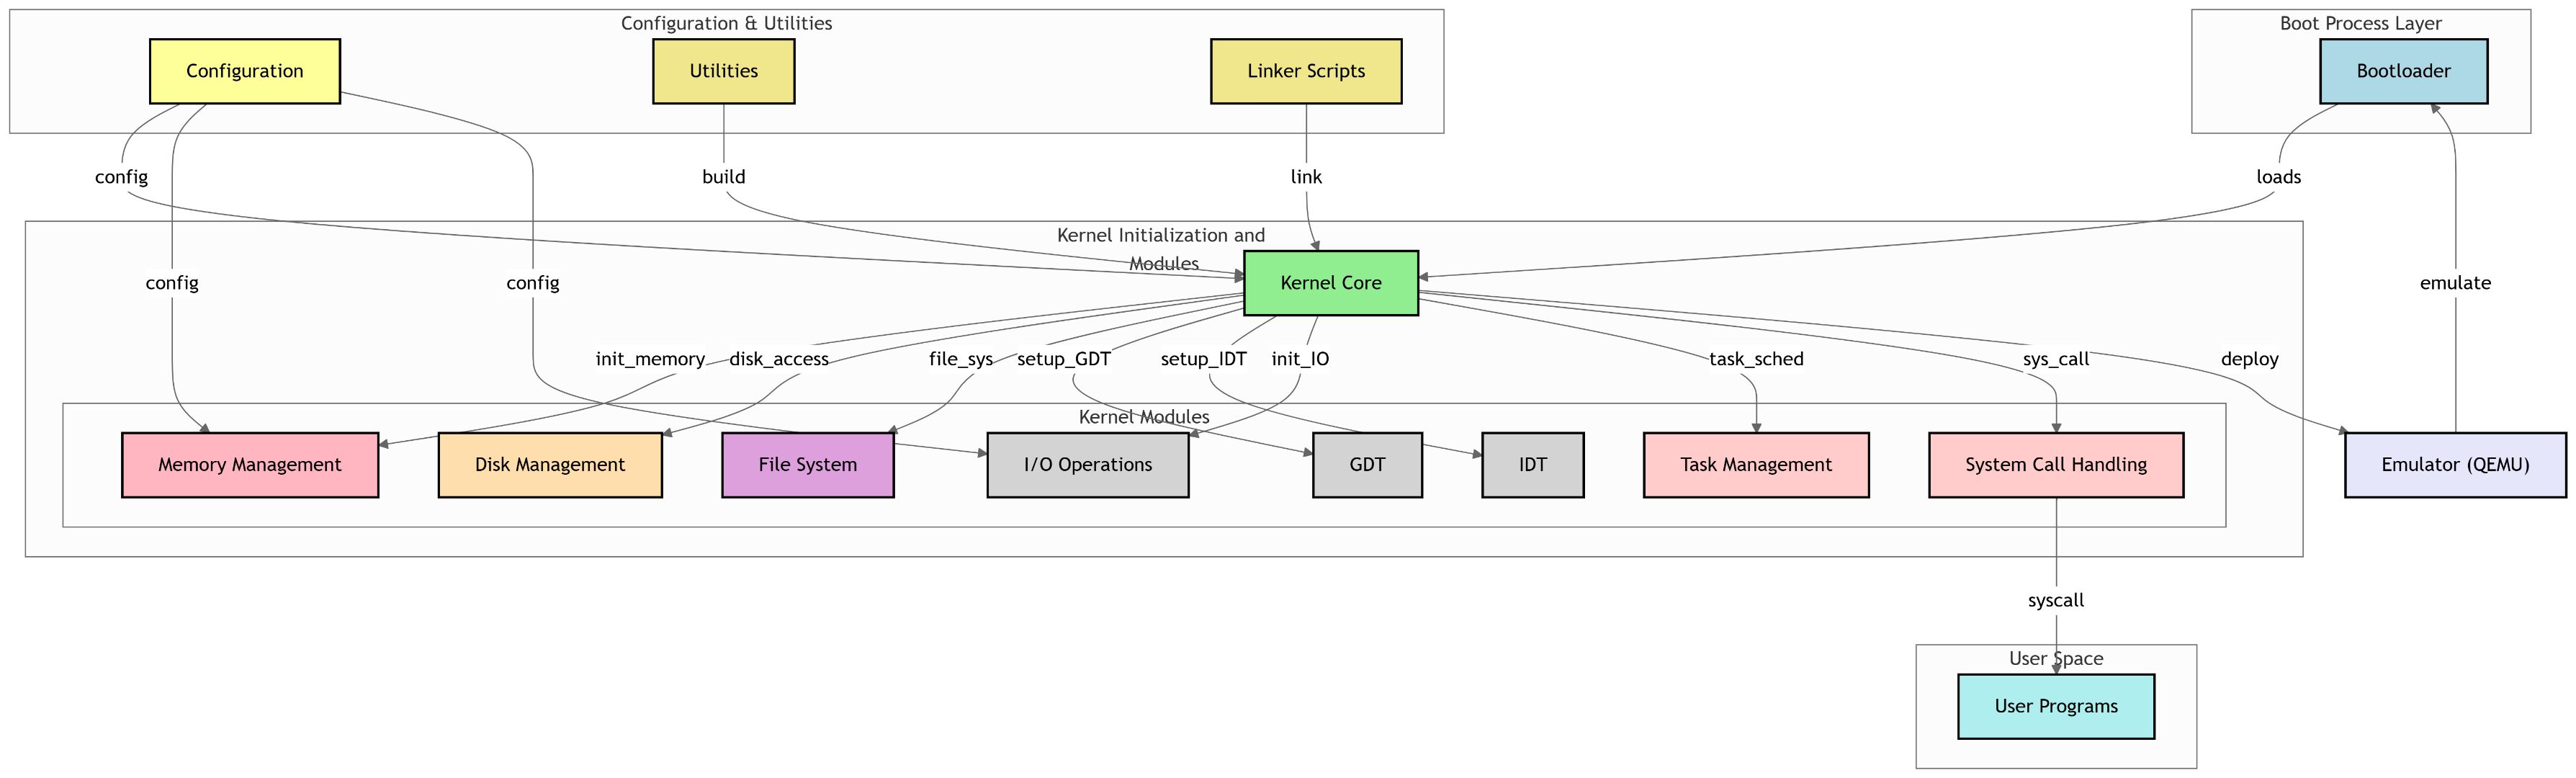 Configuration & Utilities
Boot Process Layer
Configuration
Utilities
Linker Scripts
Bootloader
config
build
link
loads
Kernel Initialization and
Modules
Kernel Core
config
config
emulate
init_memory
disk_access
file_sys
setup_GDT
setup_IDT
init_IO
task_sched
sys_call
deploy
Kernel Modules
Memory Management
Disk Management
File System
I/O Operations
GDT
IDT
Task Management
System Call Handling
Emulator (QEMU)
syscall
User Space
User Programs